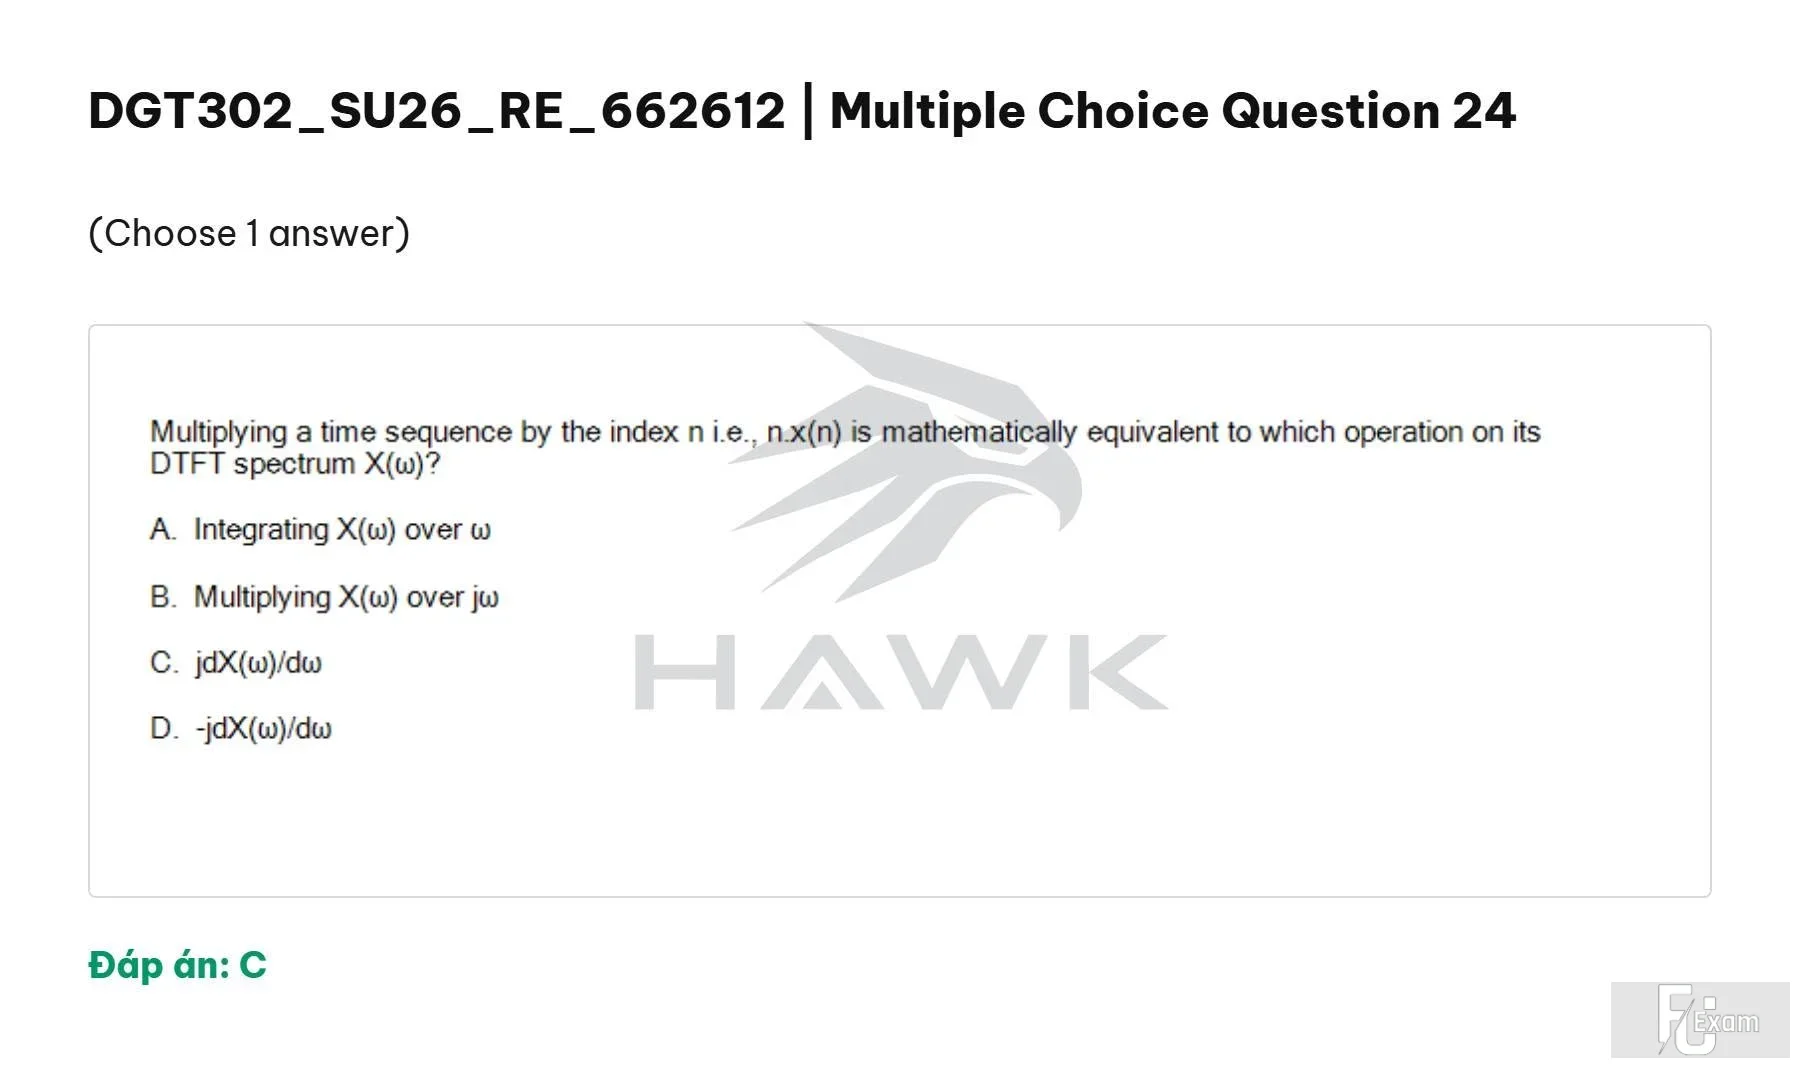 DGT302_SU26_RE_662612 | Multiple Choice Question 24
(Choose 1 answer)
Multiplying a time sequence by the index n i.e., n.x(n) is mathematically equivalent to which operation on its
DTFT spectrum X(ω)?
A. Integrating X(ω) over ω
B. Multiplying X(ω) over jω
C. jdX(ω)/dω
D. -jdX(ω)/dω
HAWK
Đáp án: C
FU Exam